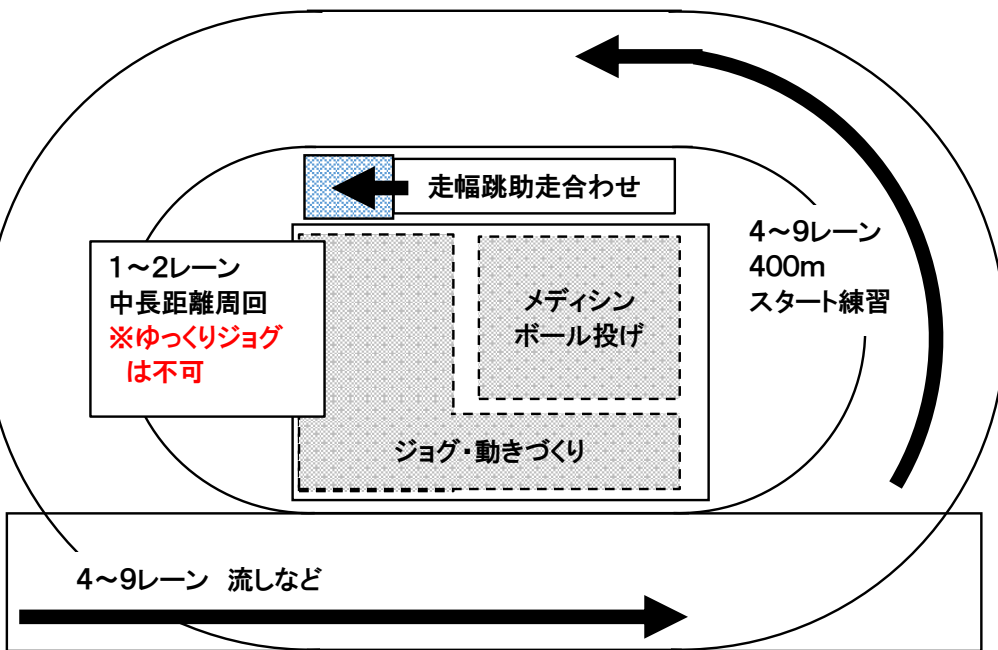 走幅跳助走合わせ
1～2レーン
中長距離周回
※ゆっくりジョグ
は不可
メディシン
ボール投げ
4～9レーン
400m
スタート練習
ジョグ・動きづくり
4～9レーン 流しなど